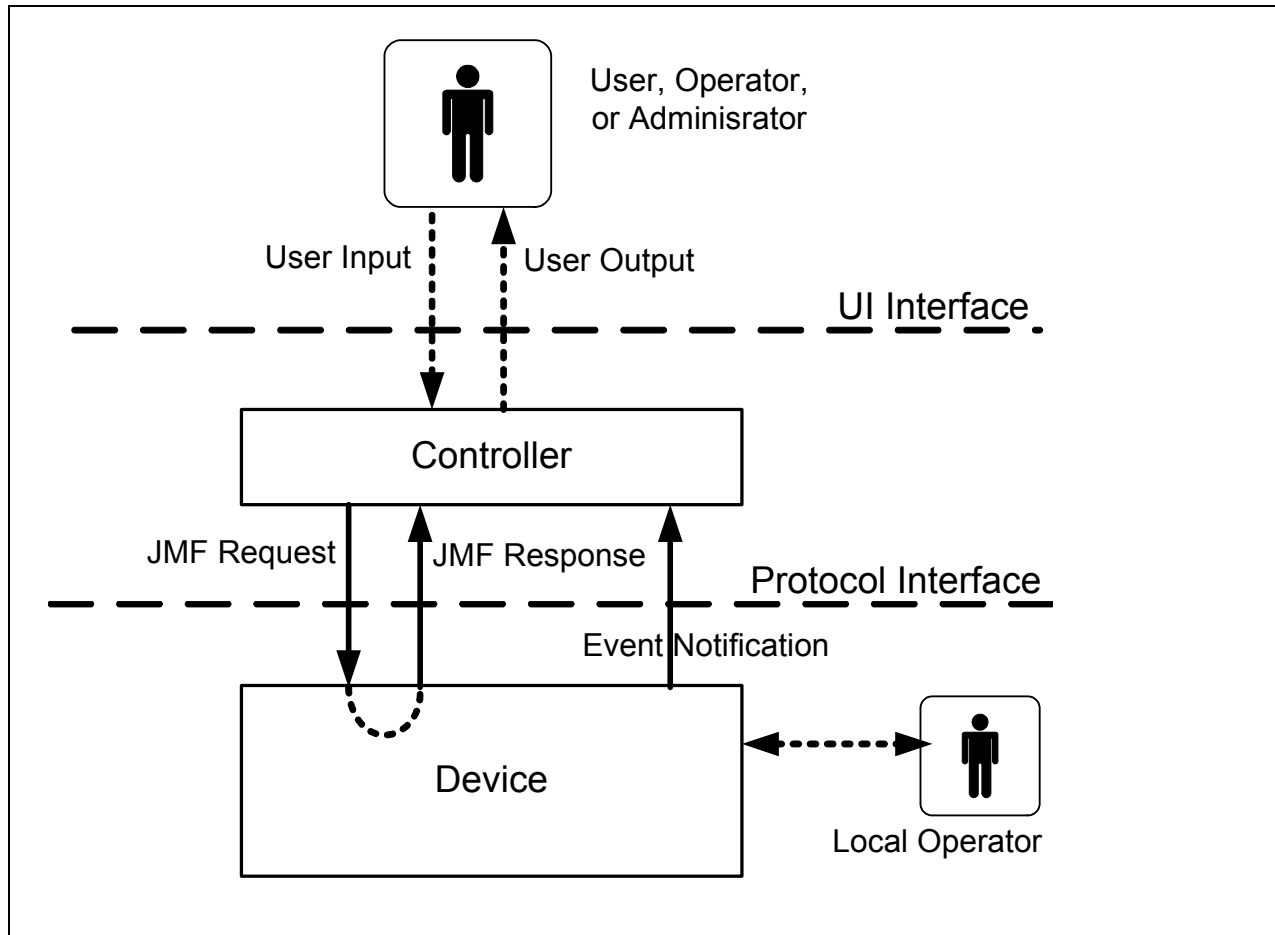 User, Operator,
or Adminisrator
User Input
User Output
UI Interface
Controller
JMF Request
JMF Response
Protocol Interface
Event Notification
Device
Local Operator